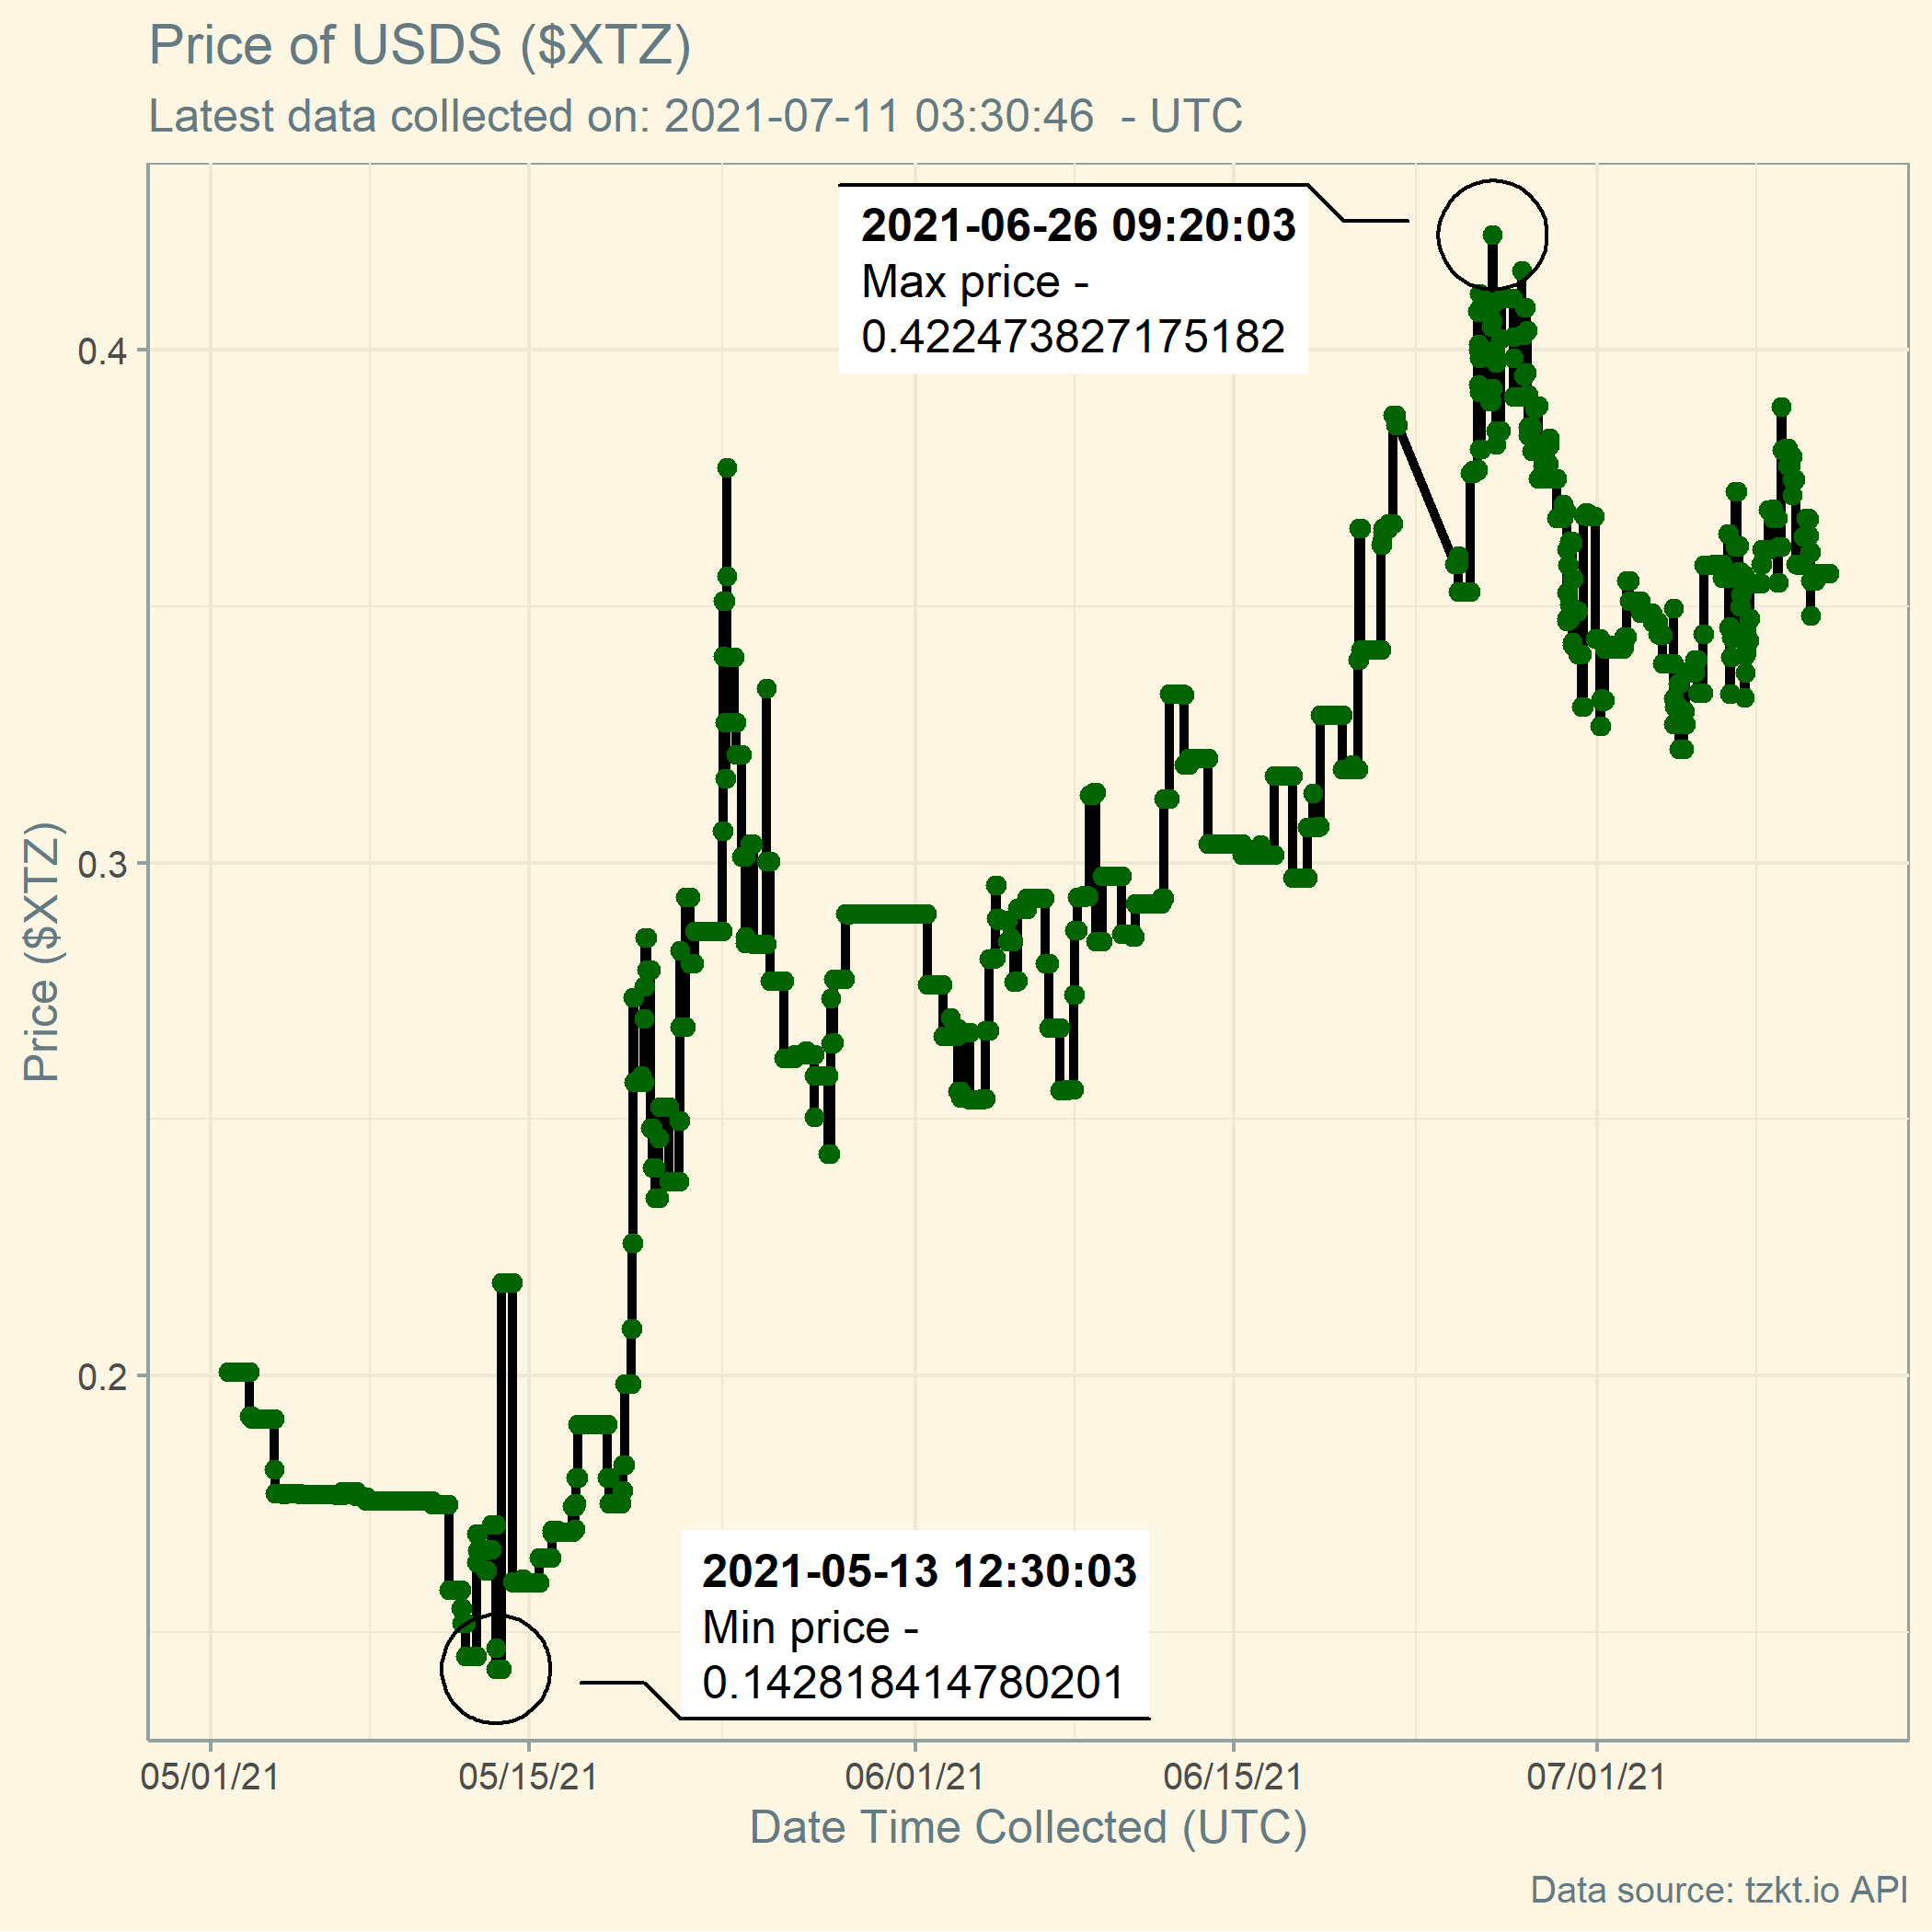 Price of USDS ($XTZ)
Latest data collected on: 2021-07-11 03:30:46  - UTC
2021-06-26 09:20:03
Max price -
0.422473827175182
0.4
0.3
0.2
Price ($XTZ)
2021-05-13 12:30:03
Min price -
0.142818414780201
05/01/21
05/15/21
06/01/21
06/15/21
07/01/21
Date Time Collected (UTC)
Data source: tzkt.io API